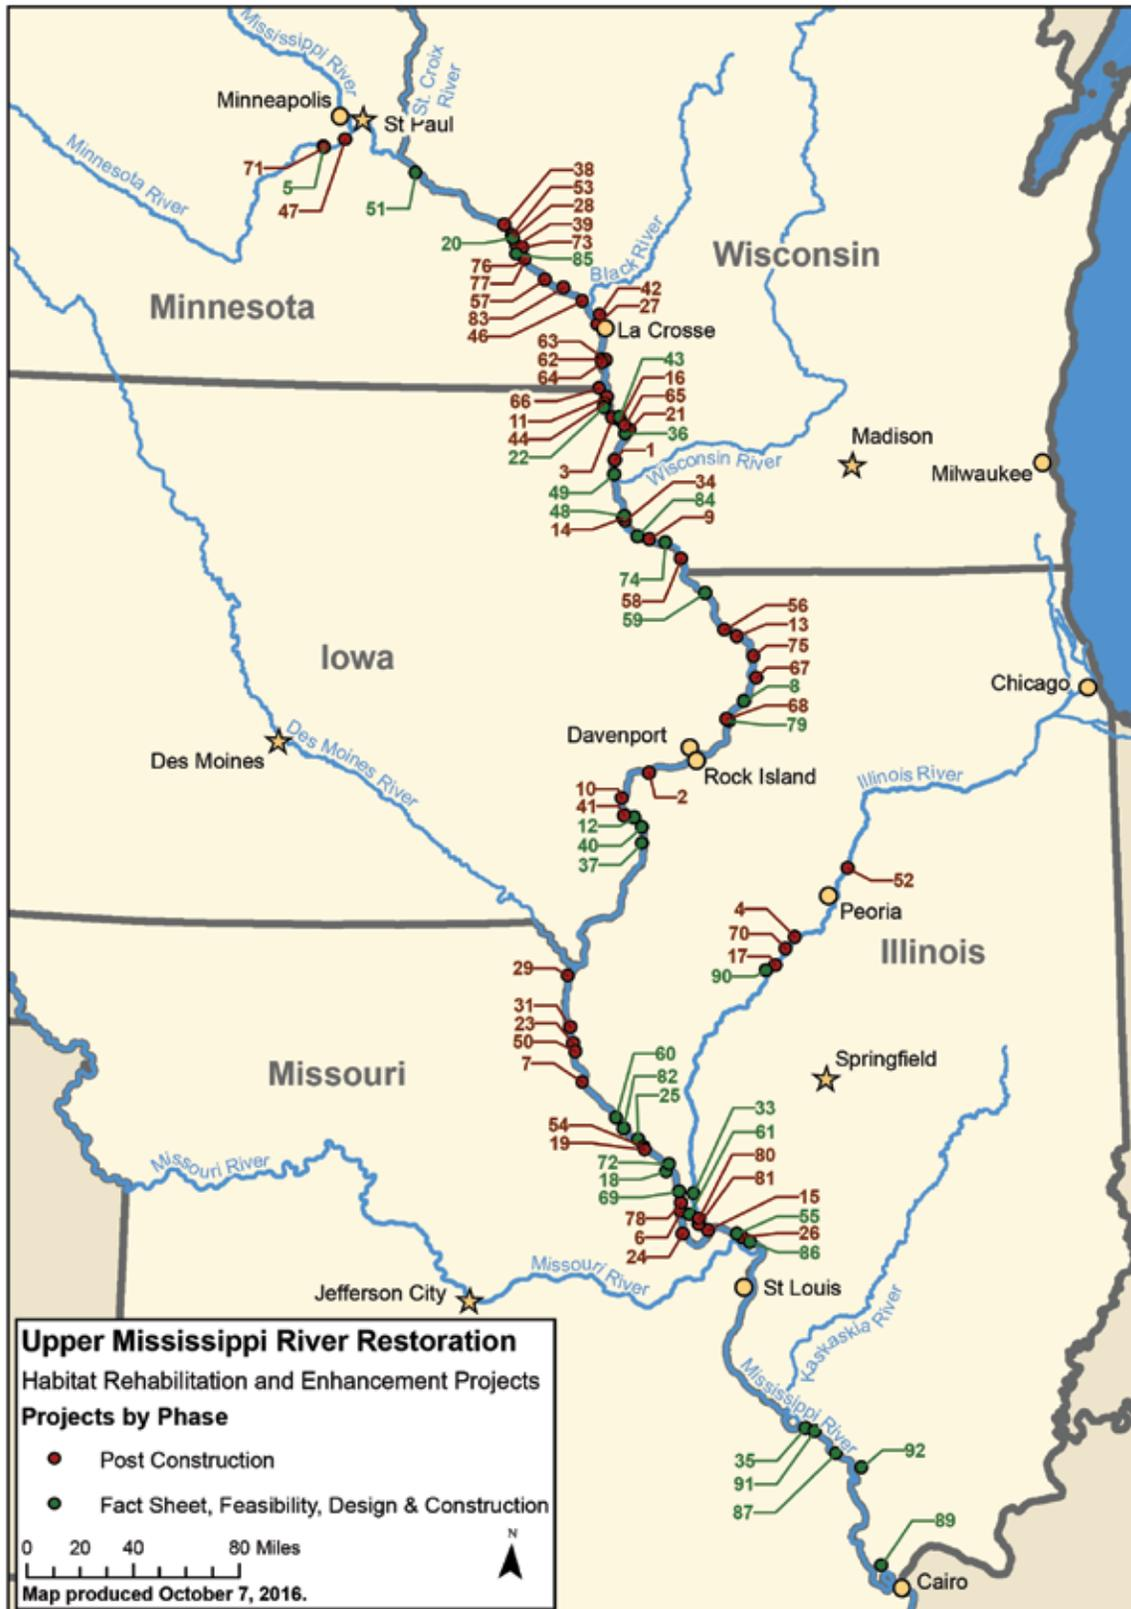 Mississippi River
St. Croix
River
Minneapolis
St Paul
71
5
47
Minnesota River
51
38
53
28
39
73
85
20
76
77
57
83
46
Black River
Wisconsin
Minnesota
42
27
La Crosse
63
62
64
43
16
65
21
36
66
11
44
22
3
1
Wisconsin River
Madison
Milwaukee
49
48
14
34
84
9
74
58
59
56
13
75
67
8
68
79
Iowa
Chicago
Davenport
Rock Island
Des Moines
Des Moines River
Illinois River
10
41
12
40
37
2
52
Peoria
4
70
17
90
Illinois
29
31
23
50
7
Springfield
Missouri
60
82
25
54
19
33
61
80
81
72
18
69
78
6
24
15
55
26
86
Missouri River
Missouri River
Jefferson City
St Louis
Kaskaskia River
Mississippi River
35
91
87
92
89
Cairo
Upper Mississippi River Restoration
Habitat Rehabilitation and Enhancement Projects
Projects by Phase
Post Construction
Fact Sheet, Feasibility, Design & Construction
0 20 40 80 Miles
N
Map produced October 7, 2016.